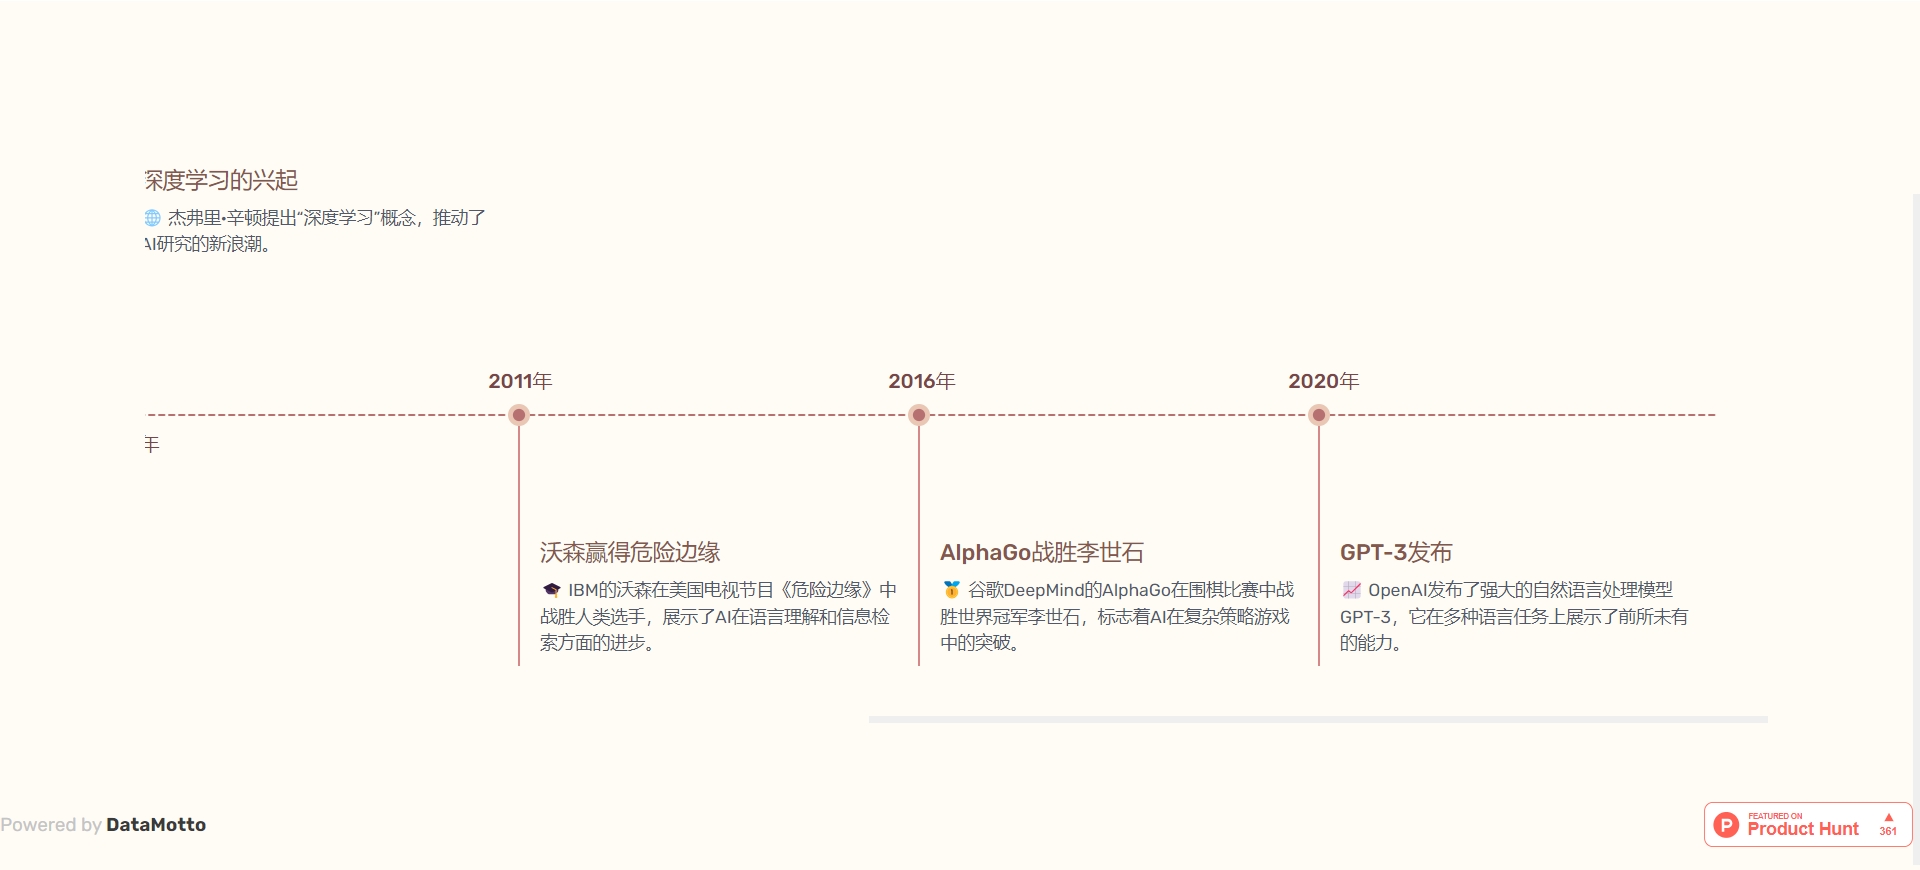 深度学习的兴起
🌐 杰弗里·辛顿提出“深度学习”概念，推动了
AI研究的新浪潮。
2011年
2016年
2020年
年
沃森赢得危险边缘
🎓 IBM的沃森在美国电视节目《危险边缘》中
战胜人类选手，展示了AI在语言理解和信息检
索方面的进步。
AlphaGo战胜李世石
🥇 谷歌DeepMind的AlphaGo在围棋比赛中战
胜世界冠军李世石，标志着AI在复杂策略游戏
中的突破。
GPT-3发布
📈 OpenAI发布了强大的自然语言处理模型
GPT-3，它在多种语言任务上展示了前所未有
的能力。
Powered by DataMotto
FEATURED ON
Product Hunt
361